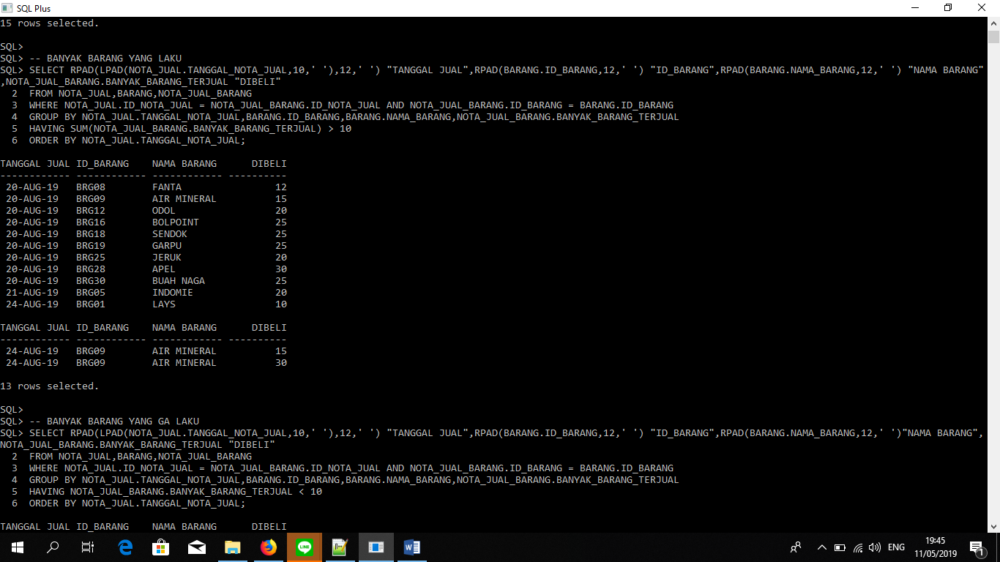 SQL Plus
15 rows selected.
SQL>
SQL> -- BANYAK BARANG YANG LAKU
SQL> SELECT RPAD(LPAD(NOTA_JUAL.TANGGAL_NOTA_JUAL,10,' '),12,' ') "TANGGAL JUAL",RPAD(BARANG.ID_BARANG,12,' ') "ID_BARANG",RPAD(BARANG.NAMA_BARANG,12,' ') "NAMA BARANG"
,NOTA_JUAL_BARANG.BANYAK_BARANG_TERJUAL "DIBELI"
2 FROM NOTA_JUAL,BARANG,NOTA_JUAL_BARANG
3 WHERE NOTA_JUAL.ID_NOTA_JUAL = NOTA_JUAL_BARANG.ID_NOTA_JUAL AND NOTA_JUAL_BARANG.ID_BARANG = BARANG.ID_BARANG
4 GROUP BY NOTA_JUAL.TANGGAL_NOTA_JUAL,BARANG.ID_BARANG,BARANG.NAMA_BARANG,NOTA_JUAL_BARANG.BANYAK_BARANG_TERJUAL
5 HAVING SUM(NOTA_JUAL_BARANG.BANYAK_BARANG_TERJUAL) > 10
6 ORDER BY NOTA_JUAL.TANGGAL_NOTA_JUAL;
TANGGAL JUAL ID_BARANG NAMA BARANG DIBELI
------------ ------------ ------------ ----------
20-AUG-19 BRG08 FANTA 12
20-AUG-19 BRG09 AIR MINERAL 15
20-AUG-19 BRG12 ODOL 20
20-AUG-19 BRG16 BOLPOINT 25
20-AUG-19 BRG18 SENDOK 25
20-AUG-19 BRG19 GARPU 25
20-AUG-19 BRG25 JERUK 20
20-AUG-19 BRG28 APEL 30
20-AUG-19 BRG30 BUAH NAGA 25
21-AUG-19 BRG05 INDOMIE 20
24-AUG-19 BRG01 LAYS 10
TANGGAL JUAL ID_BARANG NAMA BARANG DIBELI
------------ ------------ ------------ ----------
24-AUG-19 BRG09 AIR MINERAL 15
24-AUG-19 BRG09 AIR MINERAL 30
13 rows selected.
SQL>
SQL> -- BANYAK BARANG YANG GA LAKU
SQL> SELECT RPAD(LPAD(NOTA_JUAL.TANGGAL_NOTA_JUAL,10,' '),12,' ') "TANGGAL JUAL",RPAD(BARANG.ID_BARANG,12,' ') "ID_BARANG",RPAD(BARANG.NAMA_BARANG,12,' ')"NAMA BARANG",
NOTA_JUAL_BARANG.BANYAK_BARANG_TERJUAL "DIBELI"
2 FROM NOTA_JUAL,BARANG,NOTA_JUAL_BARANG
3 WHERE NOTA_JUAL.ID_NOTA_JUAL = NOTA_JUAL_BARANG.ID_NOTA_JUAL AND NOTA_JUAL_BARANG.ID_BARANG = BARANG.ID_BARANG
4 GROUP BY NOTA_JUAL.TANGGAL_NOTA_JUAL,BARANG.ID_BARANG,BARANG.NAMA_BARANG,NOTA_JUAL_BARANG.BANYAK_BARANG_TERJUAL
5 HAVING NOTA_JUAL_BARANG.BANYAK_BARANG_TERJUAL < 10
6 ORDER BY NOTA_JUAL.TANGGAL_NOTA_JUAL;
TANGGAL JUAL ID_BARANG NAMA BARANG DIBELI
LINE
ENG
19:45
11/05/2019
1